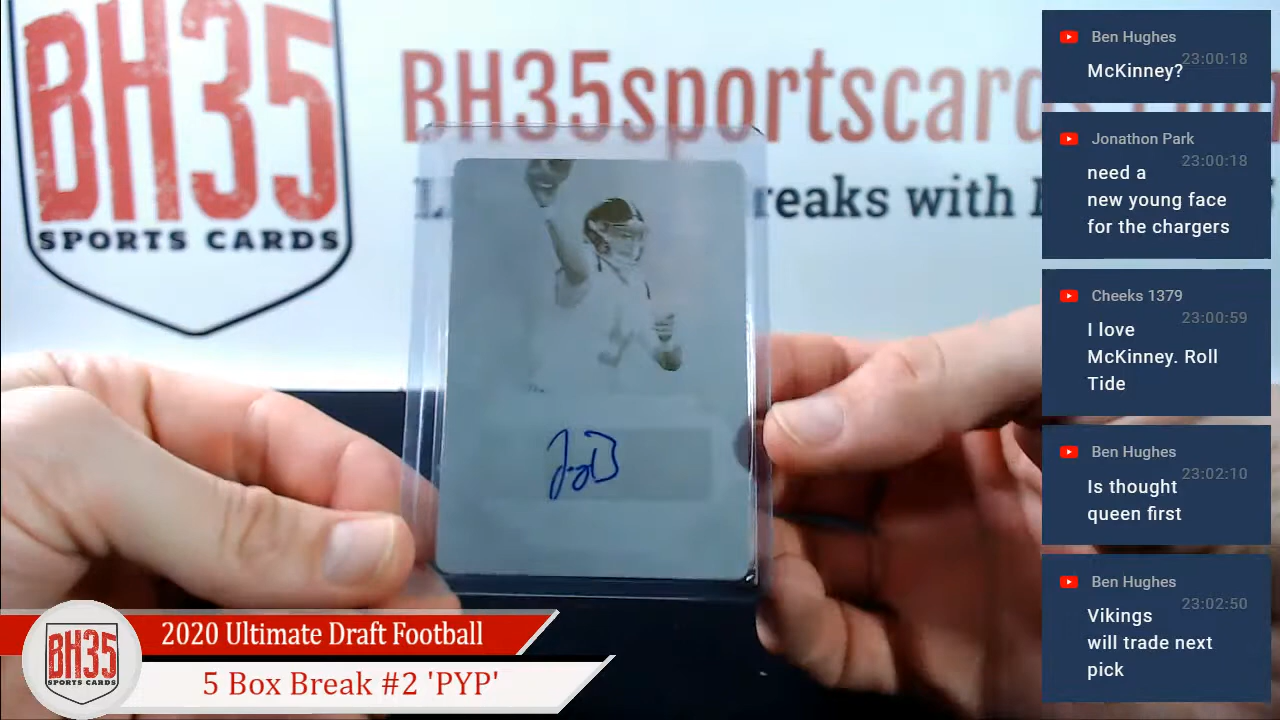 BH35
SPORTS CARDS
BH35sportscards
reaks with
BH35
SPORTS CARDS
2020 Ultimate Draft Football
5 Box Break #2 'PYP'
Ben Hughes
23:00:18
McKinney?
Jonathon Park
23:00:18
need a
new young face
for the chargers
Cheeks 1379
23:00:59
I love
McKinney. Roll
Tide
Ben Hughes
23:02:10
Is thought
queen first
Ben Hughes
23:02:50
Vikings
will trade next
pick